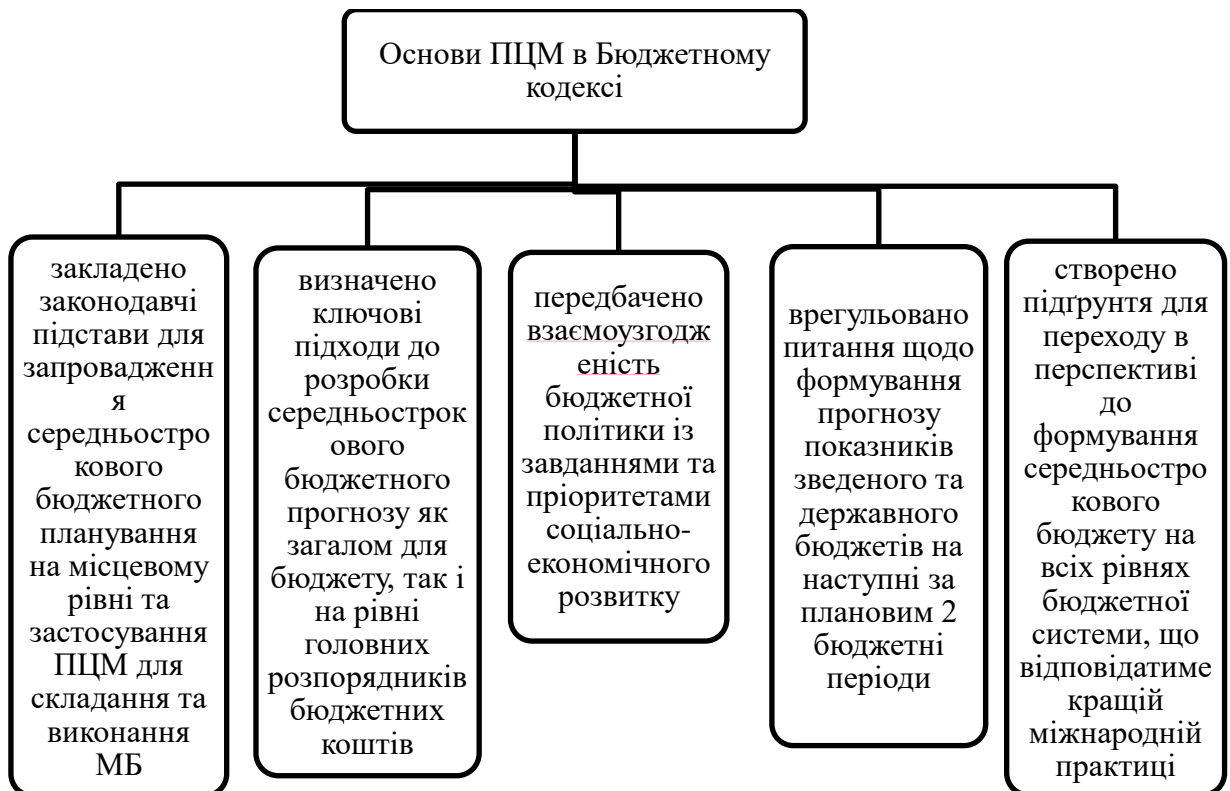 Основи ПЦМ в Бюджетному
кодексі
закладено
законодавчі
підстави для
запровадженн
я
середньостро
кового
бюджетного
планування
на місцевому
рівні та
застосування
ПЦМ для
складання та
виконання
МБ
визначено
ключові
підходи до
розробки
середньострок
ового
бюджетного
прогнозу як
загалом для
бюджету, так і
на рівні
головних
розпорядників
бюджетних
коштів
передбачено
взаємоузгодж
еність
бюджетної
політики із
завданнями та
пріоритетами
соціально-
економічного
розвитку
врегульовано
питання щодо
формування
прогнозу
показників
зведеного та
державного
бюджетів на
наступні за
плановим 2
бюджетні
періоди
створено
підґрунтя для
переходу в
перспективі
до
формування
середньостро
кового
бюджету на
всіх рівнях
бюджетної
системи, що
відповідатиме
кращій
міжнародній
практиці